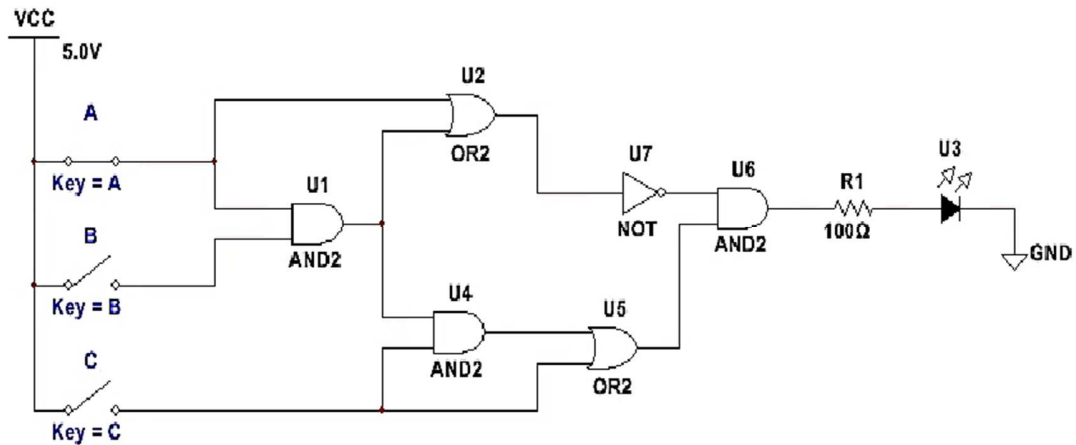 VCC
5.0V
A
Key = A
B
Key = B
C
Key = C
U1
AND2
U2
OR2
U4
AND2
U5
OR2
U7
NOT
U6
AND2
R1
100Ω
U3
GND